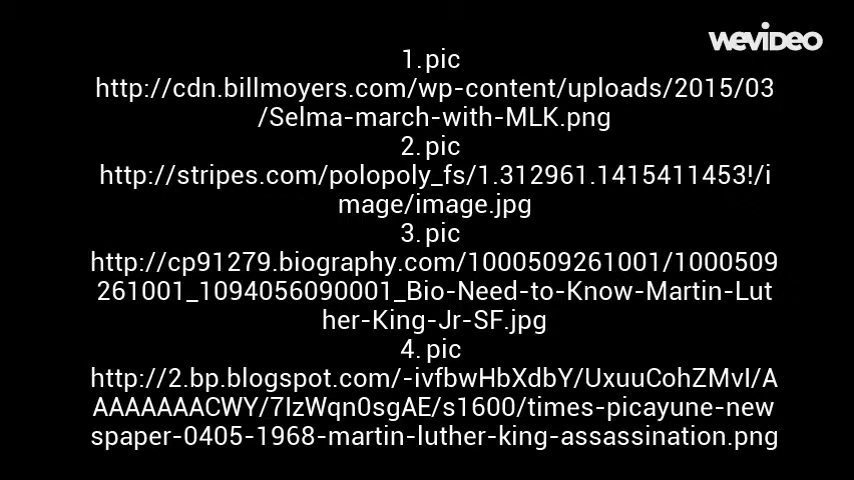 WEVIDEO
1.pic
http://cdn.billmoyers.com/wp-content/uploads/2015/03
/Selma-march-with-MLK.png
2.pic
http://stripes.com/polopoly_fs/1.312961.1415411453!/i
mage/image.jpg
3.pic
http://cp91279.biography.com/1000509261001/1000509
261001_1094056090001_Bio-Need-to-Know-Martin-Lut
her-King-Jr-SF.jpg
4.pic
http://2.bp.blogspot.com/-ivfbwHbXdbY/UxuuCohZMvI/A
AAAAAAACWY/7IzWqn0sgAE/s1600/times-picayune-new
spaper-0405-1968-martin-luther-king-assassination.png